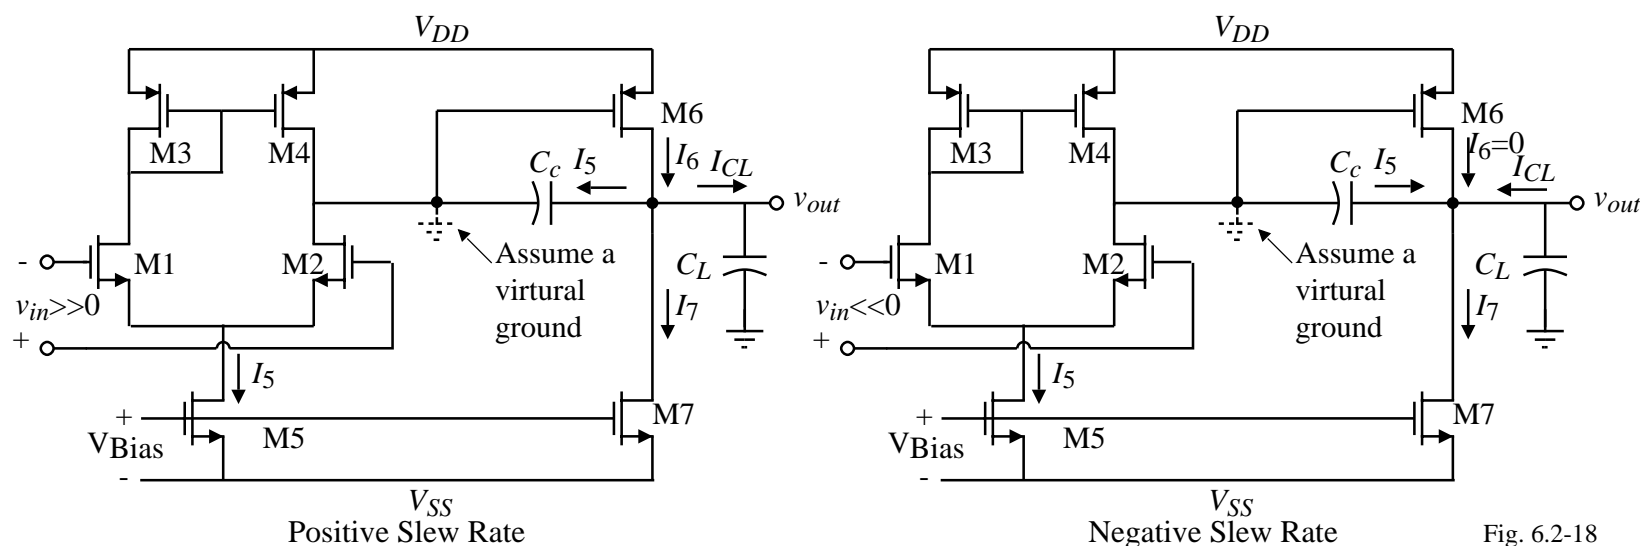 V_DD
M3
M4
M6
C_c
I_5
I_6
I_CL
v_out
-
M1
M2
Assume a
virtural
ground
C_L
v_in>>0
+
I_7
I_5
+
V_Bias
-
M5
M7
V_SS
Positive Slew Rate
V_DD
M3
M4
M6
C_c
I_5
I_6=0
I_CL
v_out
-
M1
M2
Assume a
virtural
ground
C_L
v_in<<0
+
I_7
I_5
+
V_Bias
-
M5
M7
V_SS
Negative Slew Rate
Fig. 6.2-18